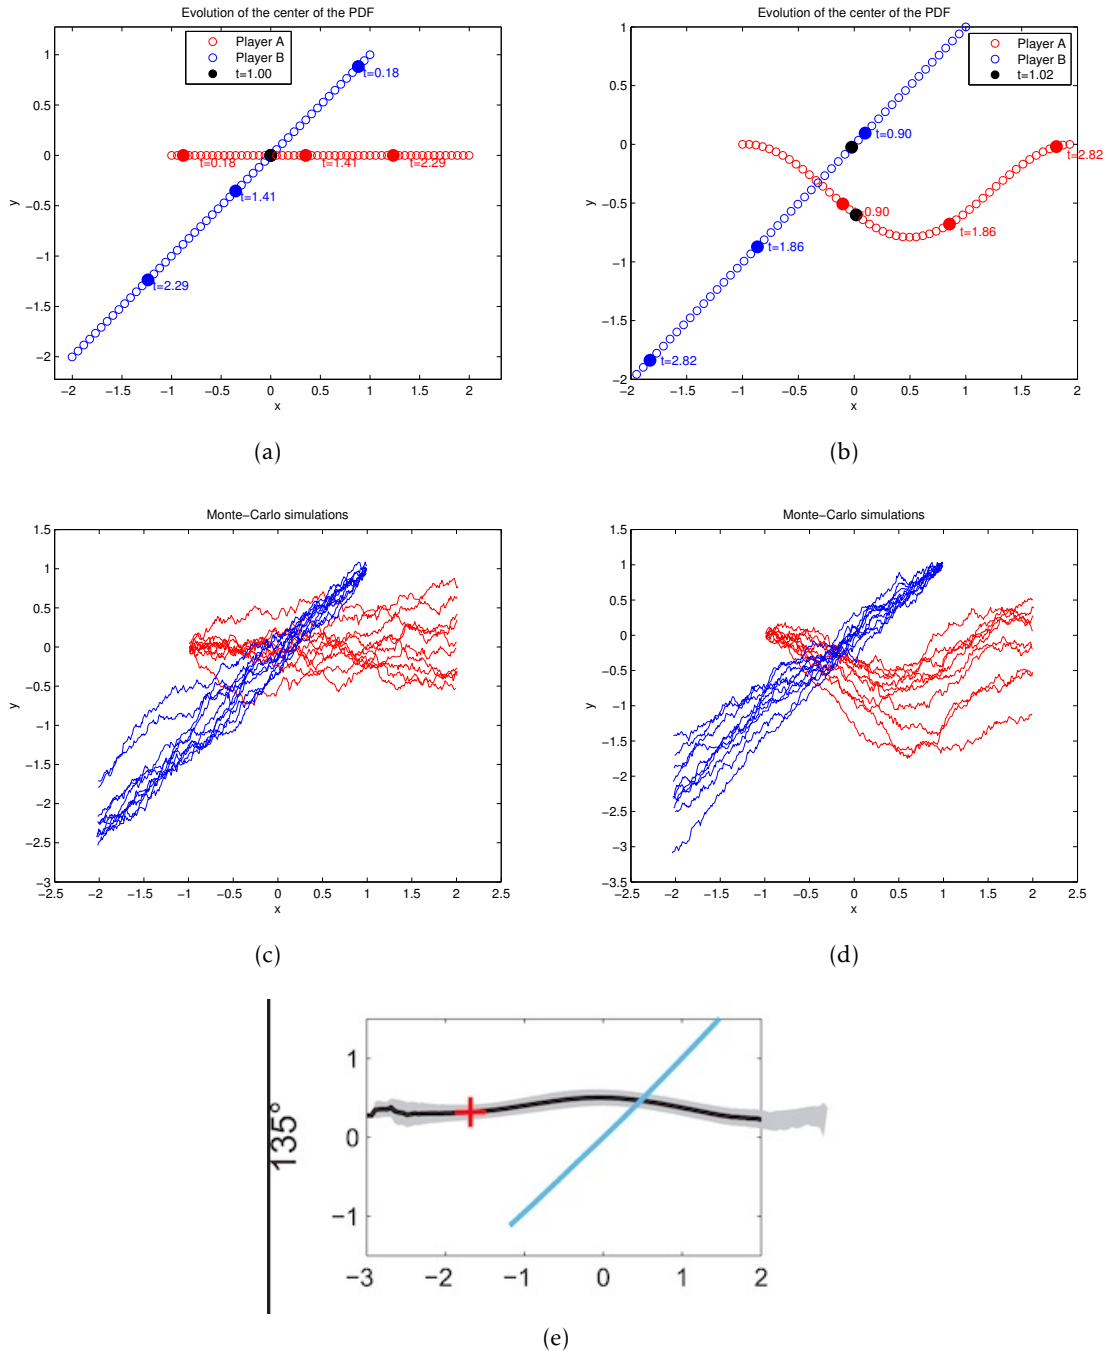 Evolution of the center of the PDF
Player A
Player B
t=1.00
t=0.18
t=0.18
t=1.41
t=2.29
t=1.41
t=2.29
y
1
0.5
0
−0.5
−1
−1.5
−2
−2 −1.5 −1 −0.5 0 0.5 1 1.5 2
x
(a)
Evolution of the center of the PDF
Player A
Player B
t=1.02
t=0.90
t=2.82
0.90
t=1.86
t=1.86
t=2.82
y
1
0.5
0
−0.5
−1
−1.5
−2
−2 −1.5 −1 −0.5 0 0.5 1 1.5 2
x
(b)
Monte−Carlo simulations
y
1.5
1
0.5
0
−0.5
−1
−1.5
−2
−2.5
−3
−2.5 −2 −1.5 −1 −0.5 0 0.5 1 1.5 2 2.5
x
(c)
Monte−Carlo simulations
y
1.5
1
0.5
0
−0.5
−1
−1.5
−2
−2.5
−3
−3.5
−2.5 −2 −1.5 −1 −0.5 0 0.5 1 1.5 2 2.5
x
(d)
135°
1
0
−1
−3 −2 −1 0 1 2
(e)